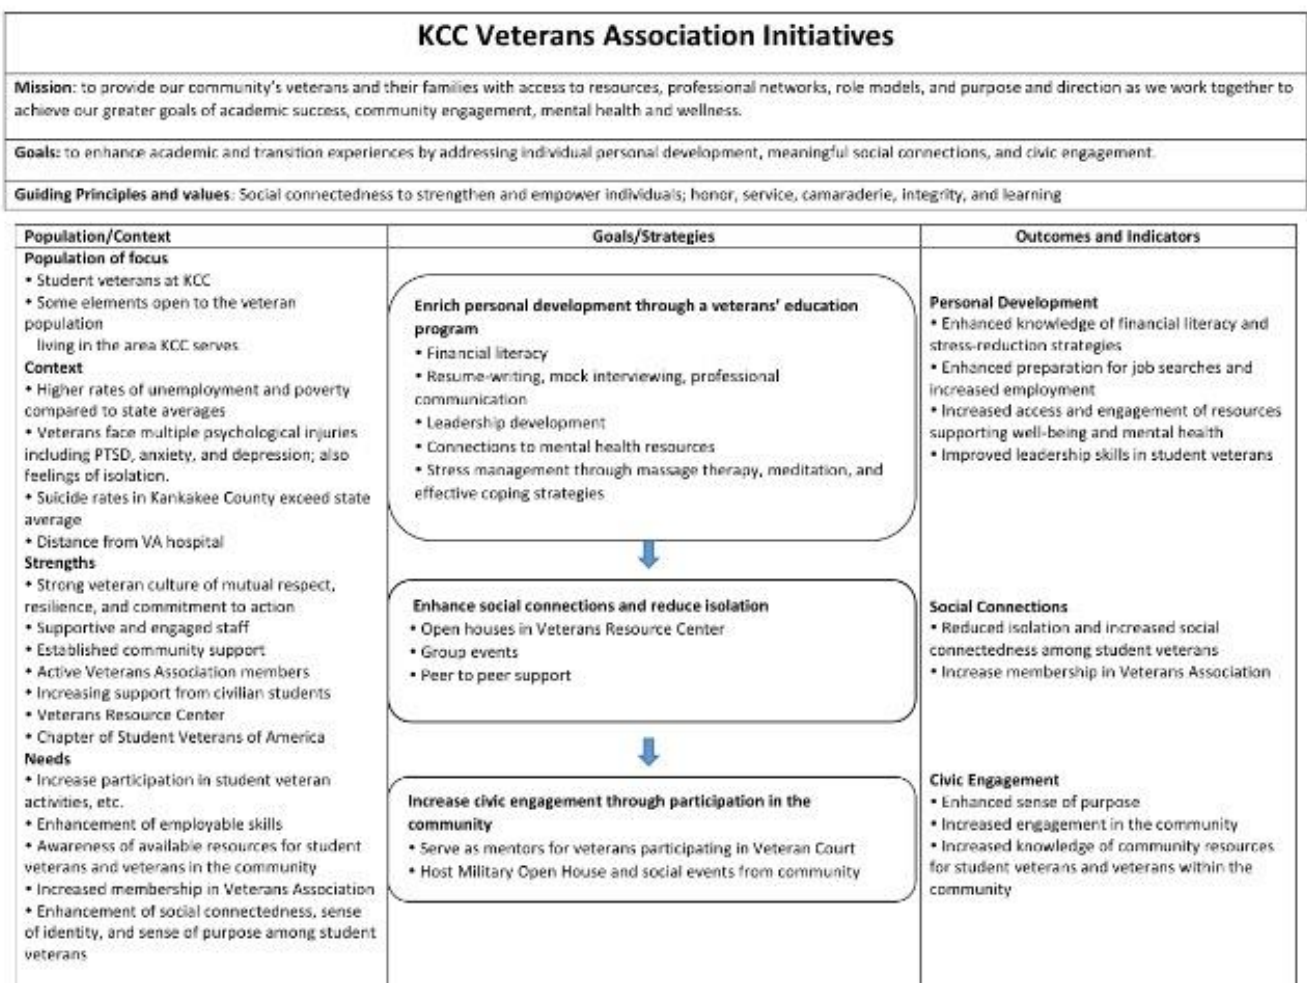 KCC Veterans Association Initiatives
Mission: to provide our community's veterans and their families with access to resources, professional networks, role models, and purpose and direction as we work together to
achieve our greater goals of academic success, community engagement, mental health and wellness.
Goals: to enhance academic and transition experiences by addressing individual personal development, meaningful social connections, and civic engagement.
Guiding Principles and values: Social connectedness to strengthen and empower individuals; honor, service, camaraderie, integrity, and learning
Population/Context
Population of focus
• Student veterans at KCC
• Some elements open to the veteran
population
living in the area KCC serves
Context
• Higher rates of unemployment and poverty
compared to state averages
• Veterans face multiple psychological injuries
including PTSD, anxiety, and depression; also
feelings of isolation.
• Suicide rates in Kankakee County exceed state
average
• Distance from VA hospital
Strengths
• Strong veteran culture of mutual respect,
resilience, and commitment to action
• Supportive and engaged staff
• Established community support
• Active Veterans Association members
• Increasing support from civilian students
• Veterans Resource Center
• Chapter of Student Veterans of America
Needs
• Increase participation in student veteran
activities, etc.
• Enhancement of employable skills
• Awareness of available resources for student
veterans and veterans in the community
• Increased membership in Veterans Association
• Enhancement of social connectedness, sense
of identity, and sense of purpose among student
veterans
Goals/Strategies
Enrich personal development through a veterans' education
program
• Financial literacy
• Resume-writing, mock interviewing, professional
communication
• Leadership development
• Connections to mental health resources
• Stress management through massage therapy, meditation, and
effective coping strategies
Enhance social connections and reduce isolation
• Open houses in Veterans Resource Center
• Group events
• Peer to peer support
Increase civic engagement through participation in the
community
• Serve as mentors for veterans participating in Veteran Court
• Host Military Open House and social events from community
Outcomes and Indicators
Personal Development
• Enhanced knowledge of financial literacy and
stress-reduction strategies
• Enhanced preparation for job searches and
increased employment
• Increased access and engagement of resources
supporting well-being and mental health
• Improved leadership skills in student veterans
Social Connections
• Reduced isolation and increased social
connectedness among student veterans
• Increase membership in Veterans Association
Civic Engagement
• Enhanced sense of purpose
• Increased engagement in the community
• Increased knowledge of community resources
for student veterans and veterans within the
community